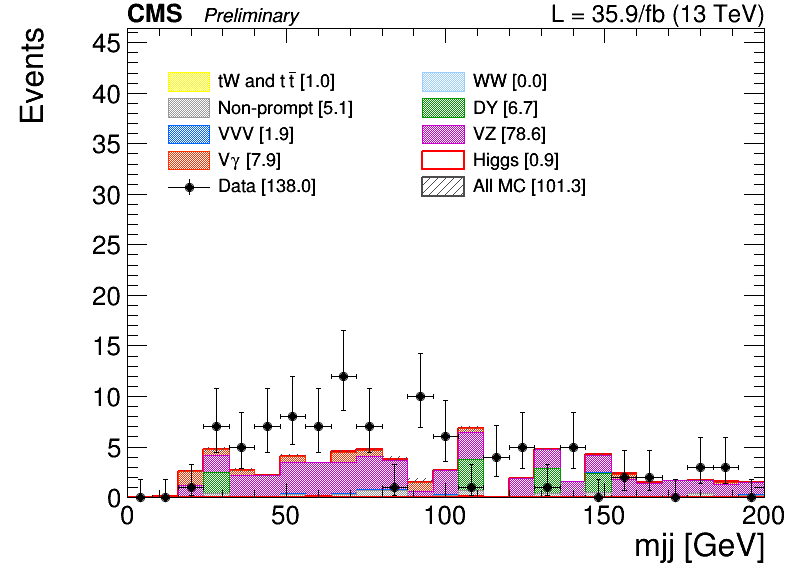 CMS Preliminary L = 35.9/fb (13 TeV)
Events
45
40
35
30
25
20
15
10
5
0
tW and t t̅ [1.0] WW [0.0]
Non-prompt [5.1] DY [6.7]
VVV [1.9] VZ [78.6]
Vγ [7.9] Higgs [0.9]
Data [138.0] All MC [101.3]
0 50 100 150 200
mjj [GeV]